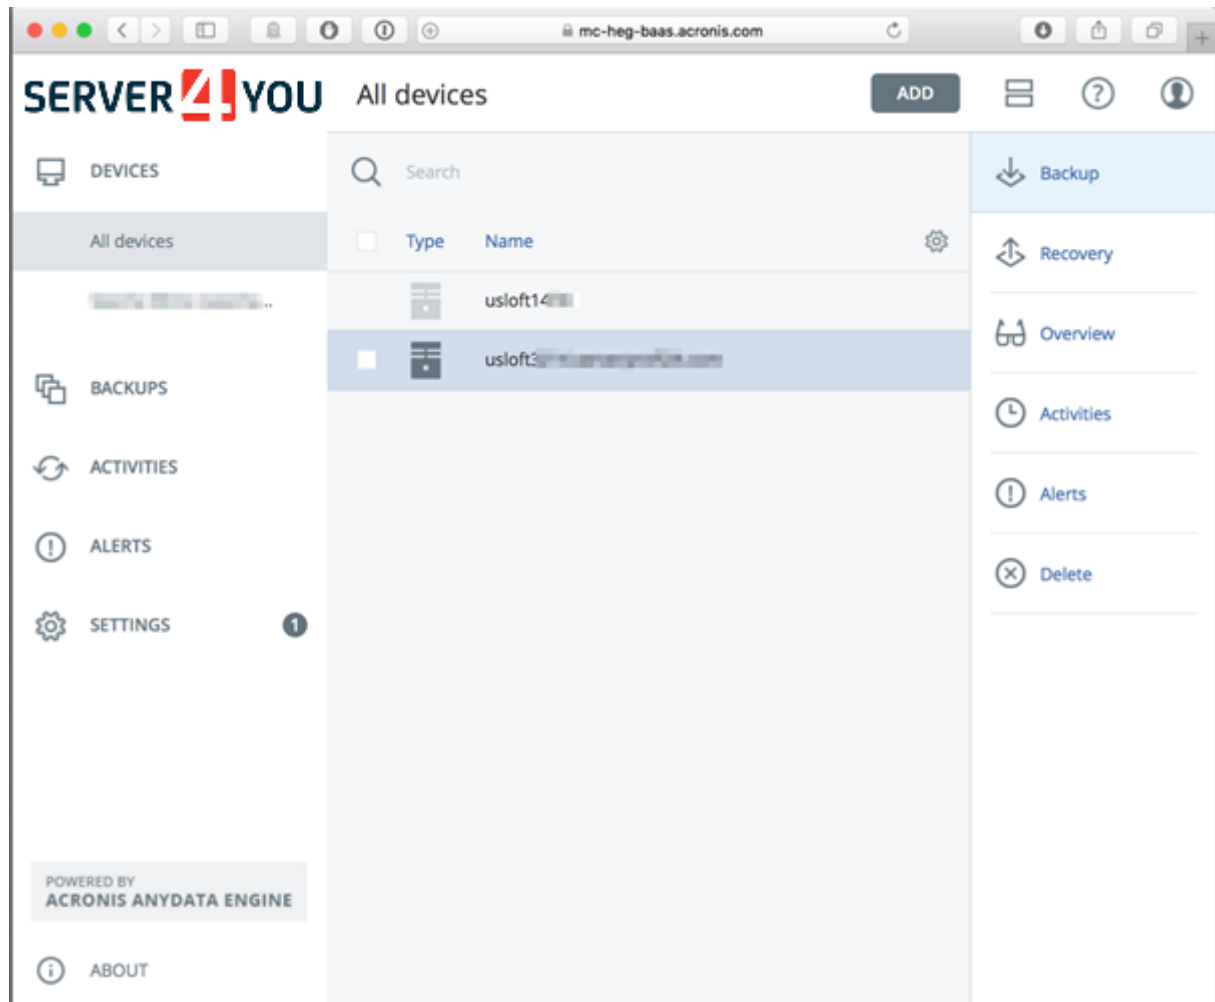 mc-heg-baas.acronis.com
SERVER4YOU
All devices
ADD
DEVICES
All devices
BACKUPS
ACTIVITIES
ALERTS
SETTINGS
1
POWERED BY
ACRONIS ANYDATA ENGINE
ABOUT
Search
Type Name
usloft14
usloft3
Backup
Recovery
Overview
Activities
Alerts
Delete